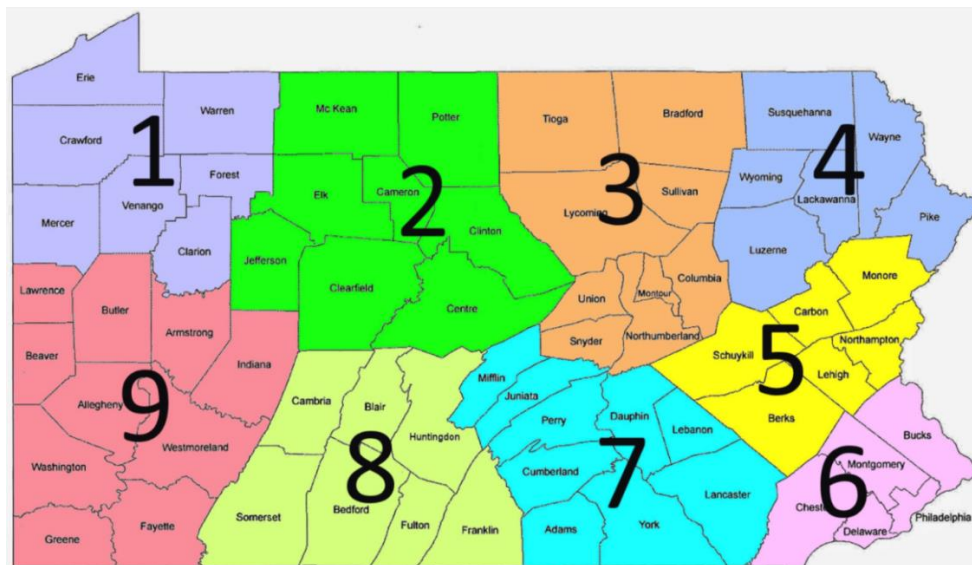 Erie
Crawford
Warren
1
Mercer
Venango
Forest
Clarion
Mc Kean
Potter
Elk
Cameron
2
Clinton
Jefferson
Clearfield
Centre
Tioga
Bradford
3
Sullivan
Lycoming
Columbia
Union
Montour
Snyder
Northumberland
Susquehanna
Wayne
4
Wyoming
Lackawanna
Luzerne
Pike
Monore
Carbon
Northampton
5
Schuykill
Lehigh
Berks
Bucks
Montgomery
6
Cheste
Philadelphia
Delaware
Mifflin
Juniata
Perry
Dauphin
Lebanon
7
Cumberland
Lancaster
Adams
York
Cambria
Blair
Huntingdon
8
Somerset
Bedford
Fulton
Franklin
Lawrence
Butler
Armstrong
Beaver
Indiana
Allegheny
9
Westmoreland
Washington
Greene
Fayette